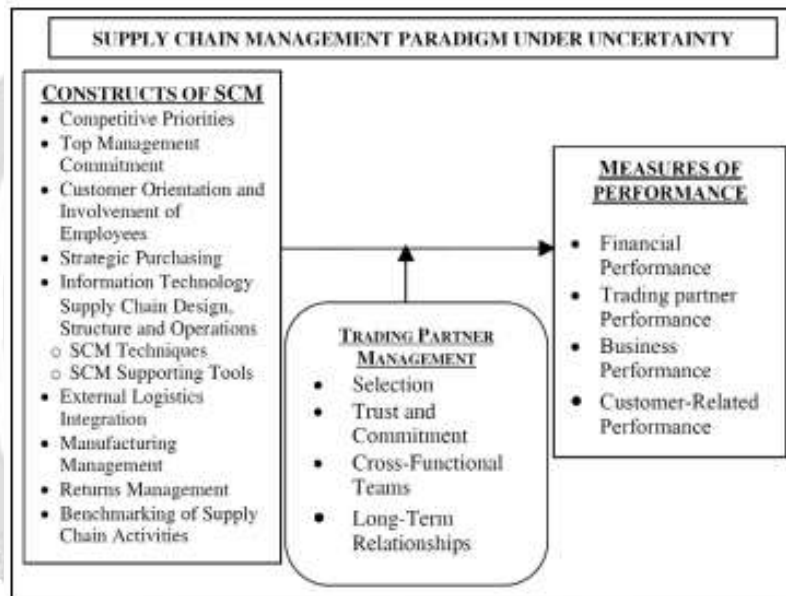 SUPPLY CHAIN MANAGEMENT PARADIGM UNDER UNCERTAINTY
CONSTRUCTS OF SCM
• Competitive Priorities
• Top Management
Commitment
• Customer Orientation and
Involvement of
Employees
• Strategic Purchasing
• Information Technology
Supply Chain Design,
Structure and Operations
o SCM Techniques
o SCM Supporting Tools
• External Logistics
Integration
• Manufacturing
Management
• Returns Management
• Benchmarking of Supply
Chain Activities
TRADING PARTNER
MANAGEMENT
• Selection
• Trust and
Commitment
• Cross-Functional
Teams
• Long-Term
Relationships
MEASURES OF
PERFORMANCE
• Financial
Performance
• Trading partner
Performance
• Business
Performance
• Customer-Related
Performance